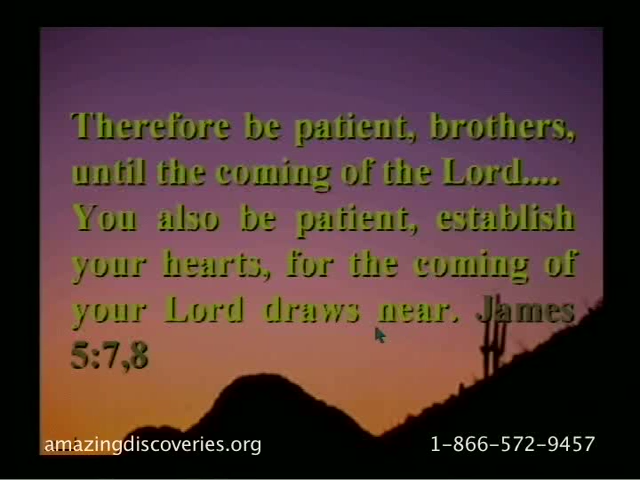 Therefore be patient, brothers,
until the coming of the Lord....
You also be patient, establish
your hearts, for the coming of
your Lord draws near. James
5:7,8
amazingdiscoveries.org
1-866-572-9457